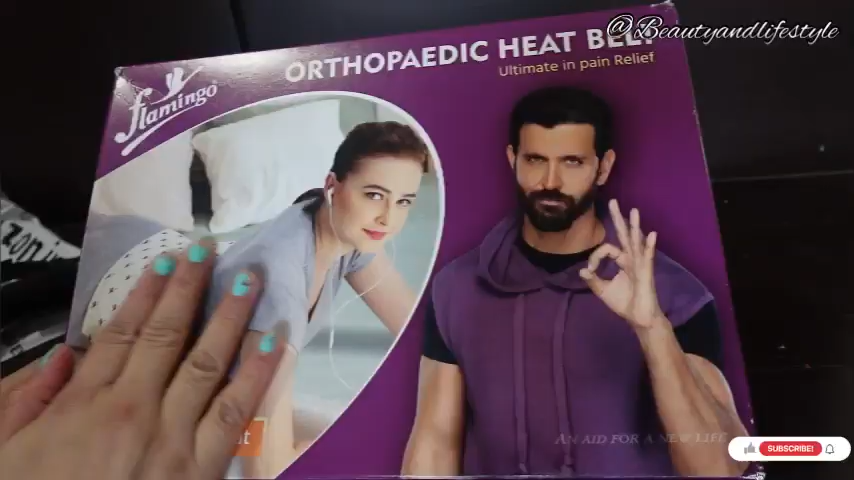 @Beautyandlifestyle
ORTHOPAEDIC HEAT BELT
Ultimate in pain Relief
flamingo
AN AID FOR A NEW LIFE
SUBSCRIBE!